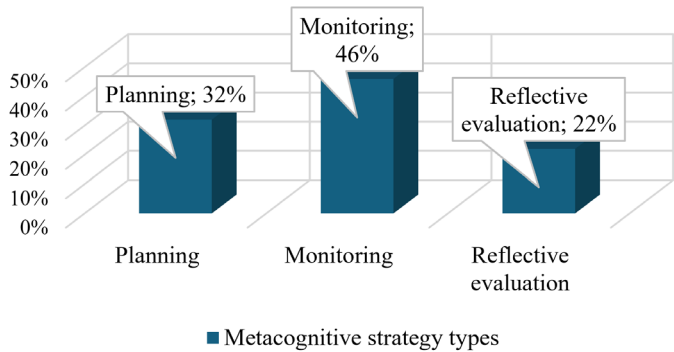 Monitoring;
46%
Planning; 32%
Reflective
evaluation; 22%
50%
40%
30%
20%
10%
0%
Planning
Monitoring
Reflective
evaluation
Metacognitive strategy types